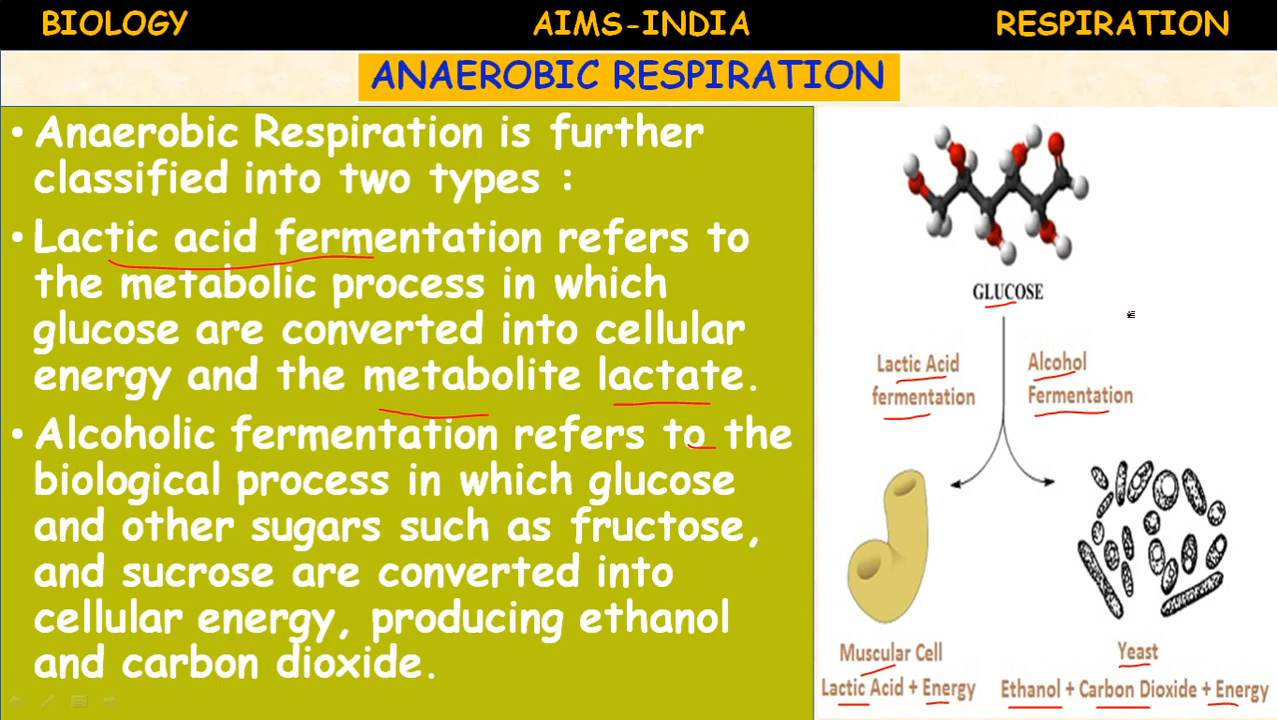 BIOLOGY AIMS-INDIA RESPIRATION
ANAEROBIC RESPIRATION
• Anaerobic Respiration is further
classified into two types :
• Lactic acid fermentation refers to
the metabolic process in which
glucose are converted into cellular
energy and the metabolite lactate.
• Alcoholic fermentation refers to the
biological process in which glucose
and other sugars such as fructose,
and sucrose are converted into
cellular energy, producing ethanol
and carbon dioxide.
GLUCOSE
Lactic Acid
fermentation
Alcohol
Fermentation
Muscular Cell
Lactic Acid + Energy
Yeast
Ethanol + Carbon Dioxide + Energy